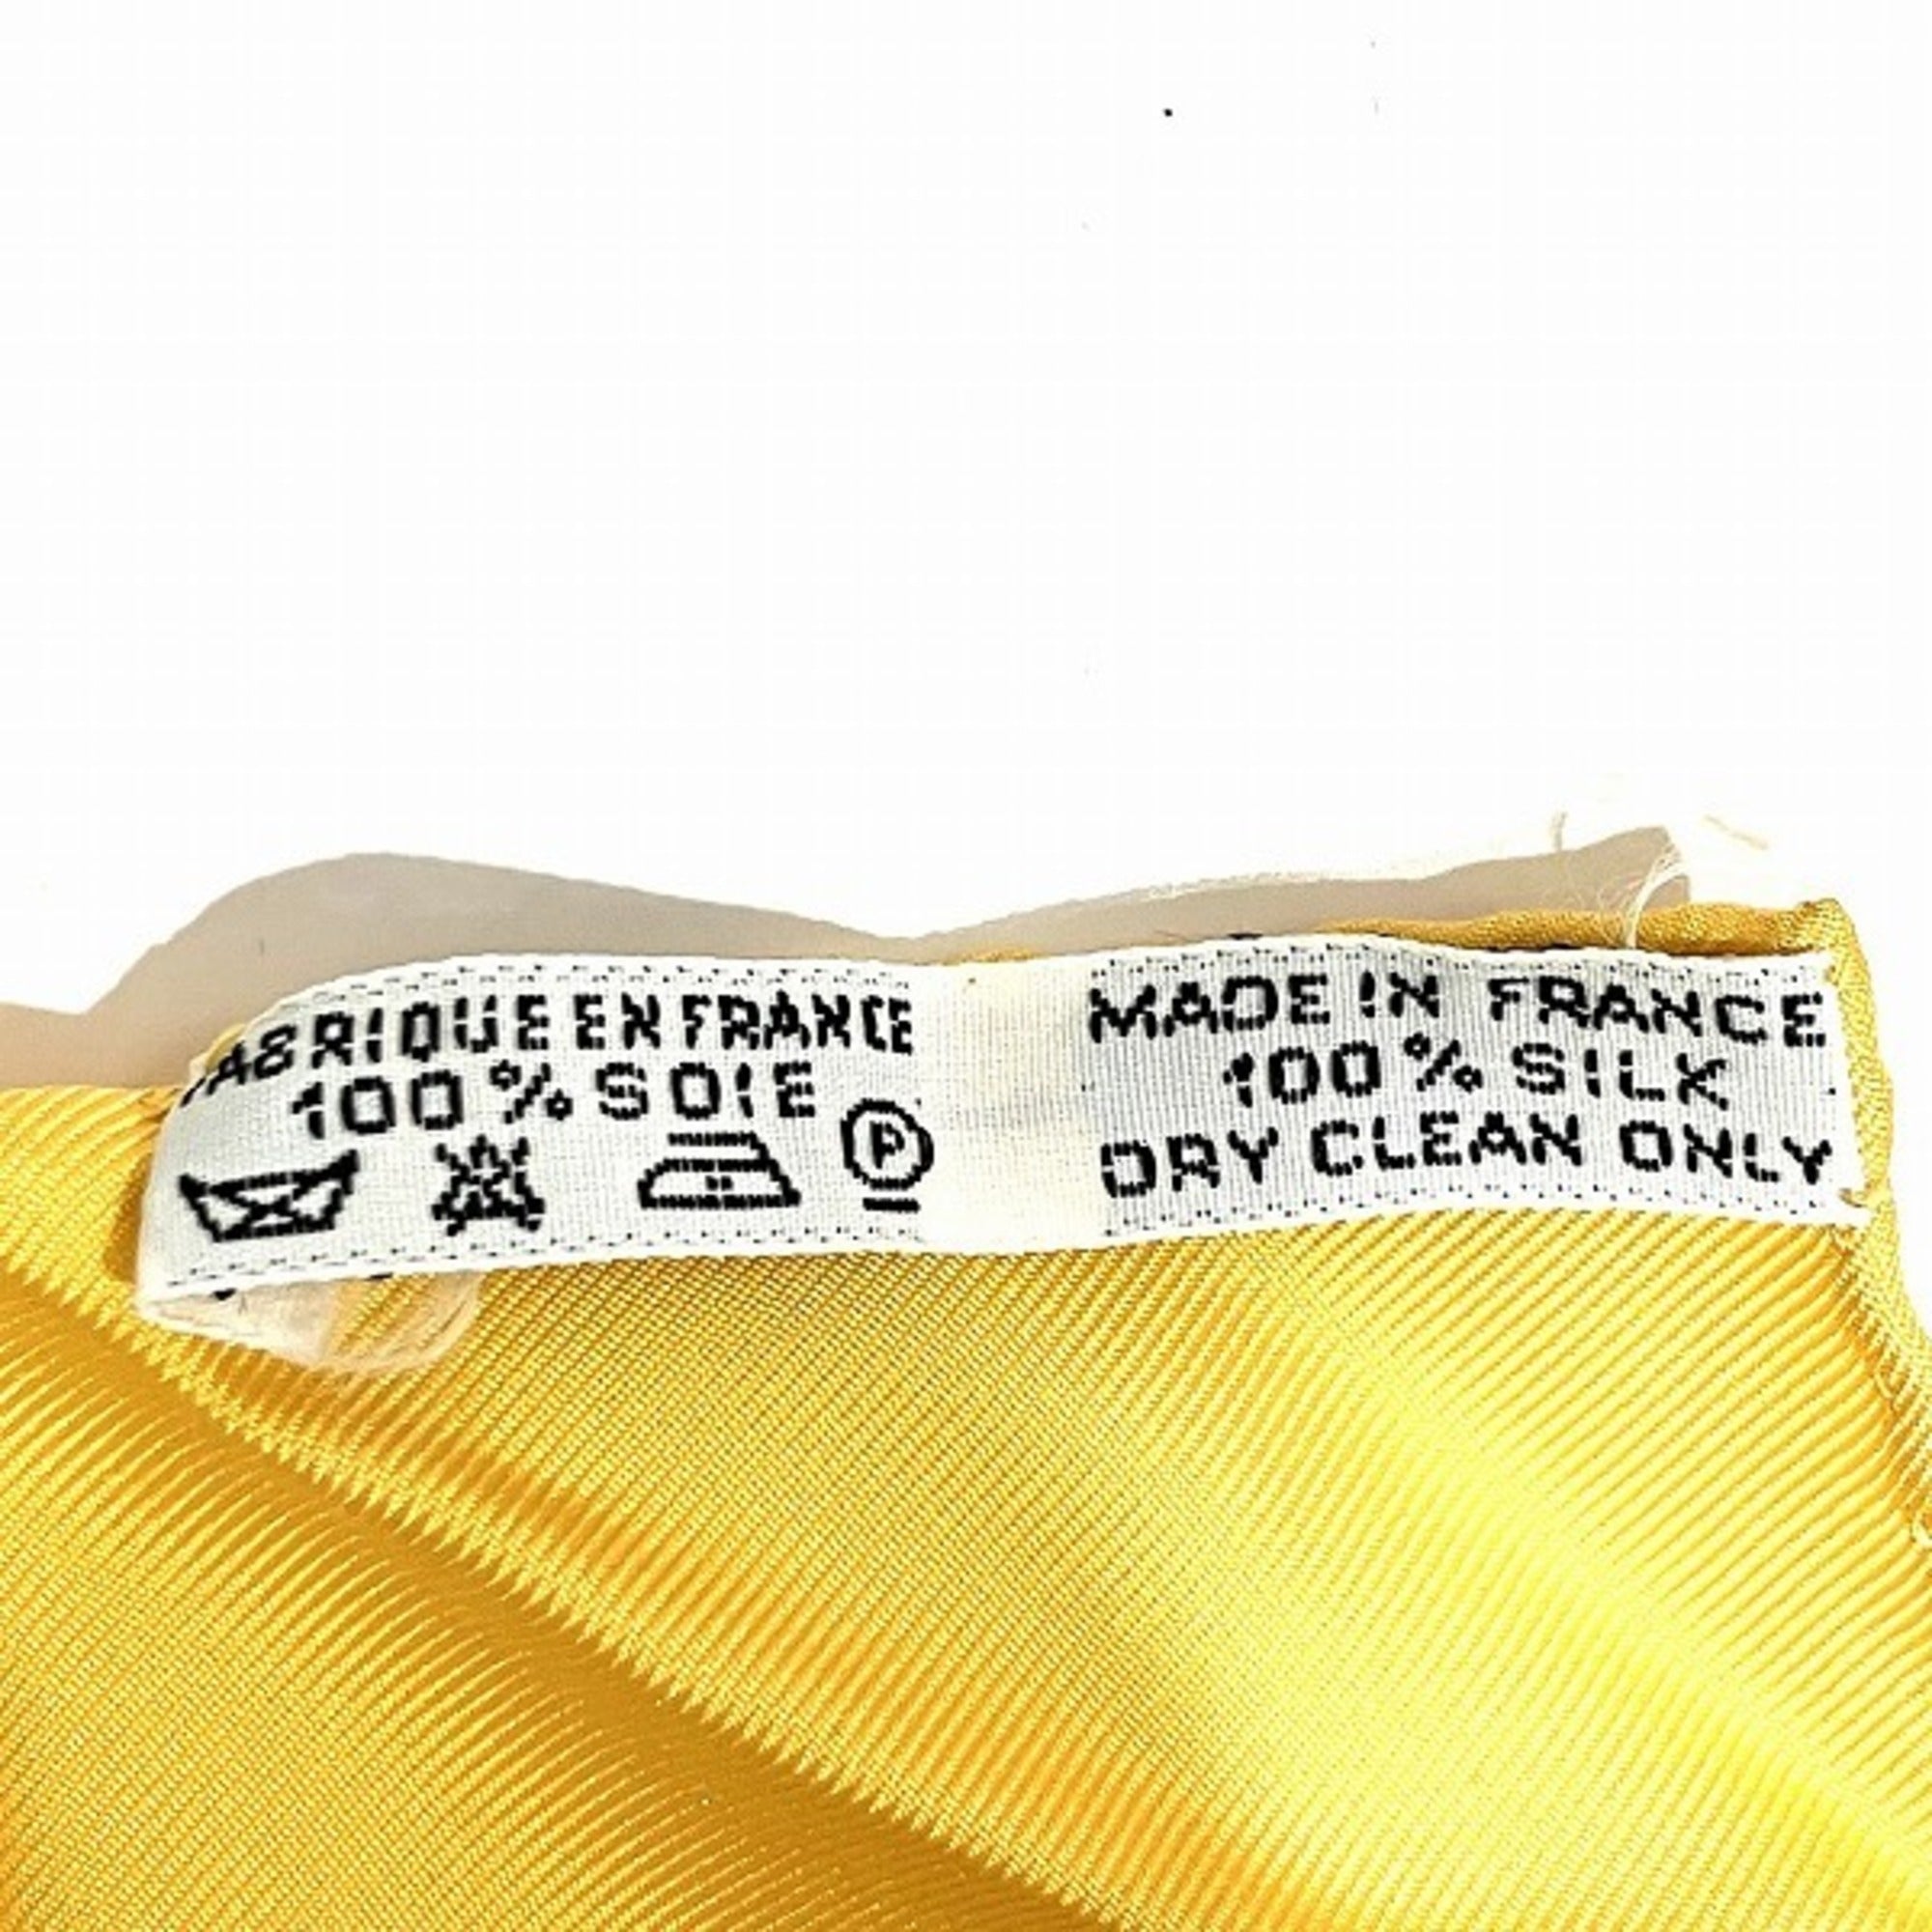 FABRIQUE EN FRANCE
100% SOIE
P
MADE IN FRANCE
100% SILK
DRY CLEAN ONLY